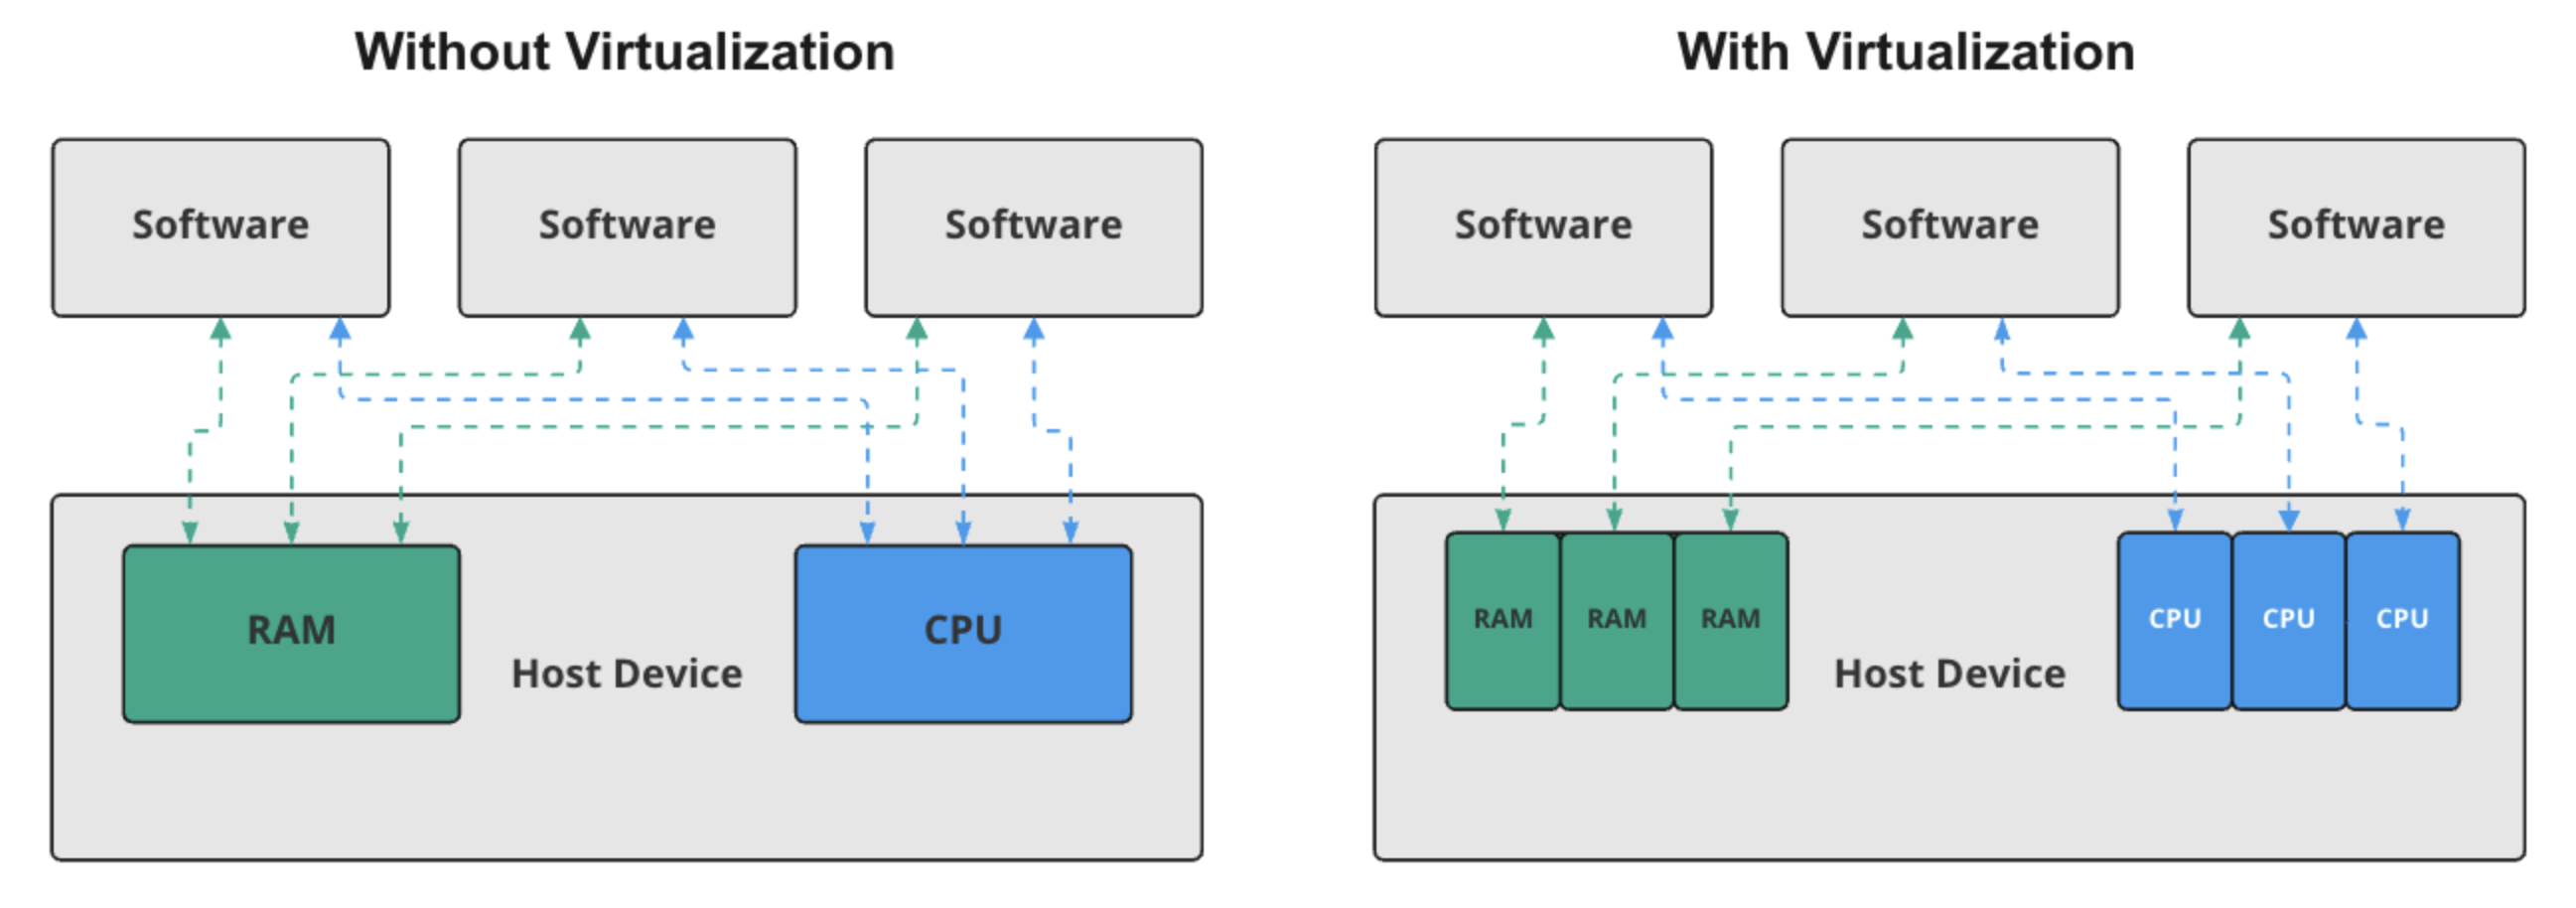 Without Virtualization
Software
Software
Software
RAM
CPU
Host Device
With Virtualization
Software
Software
Software
RAM
RAM
RAM
CPU
CPU
CPU
Host Device